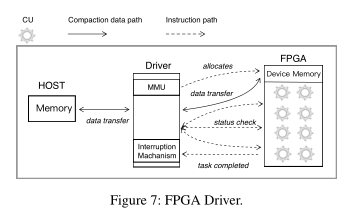 CU
Compaction data path
Instruction path
HOST
Memory
data transfer
Driver
MMU
Interruption
Machanism
allocates
data transfer
status check
task completed
FPGA
Device Memory
Figure 7: FPGA Driver.